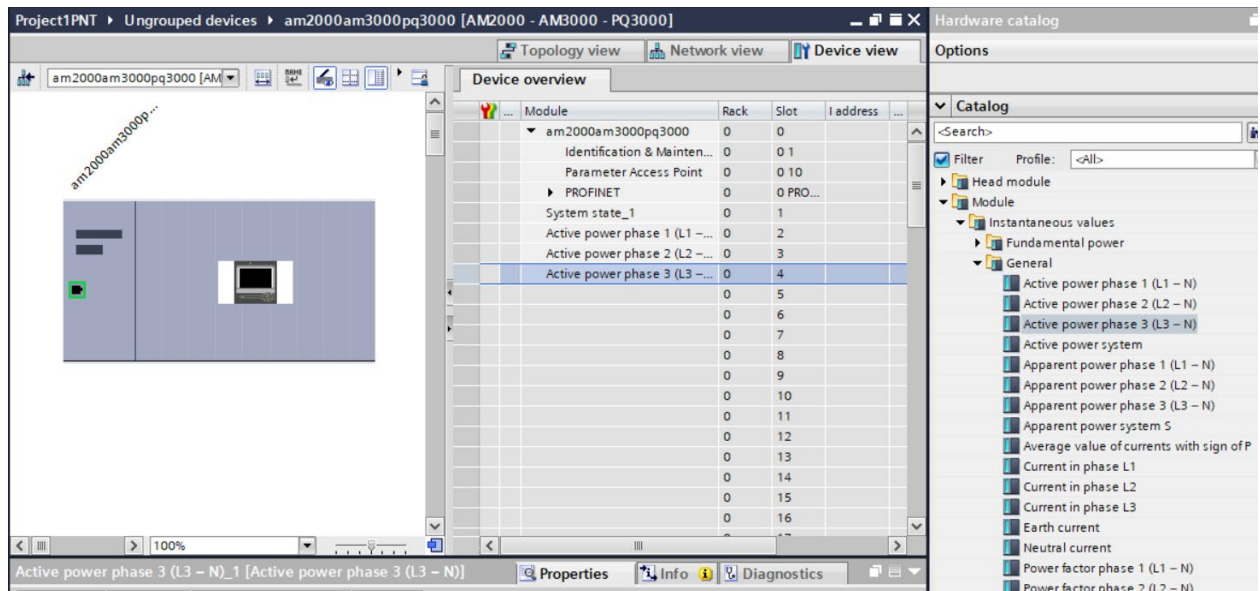 Project1PNT ▸ Ungrouped devices ▸ am2000am3000pq3000 [AM2000 - AM3000 - PQ3000]
Topology view Network view Device view
am2000am3000pq3000 [AM
100%
am2000am3000p...
Device overview
... Module Rack Slot I address ...
am2000am3000pq3000 0 0
Identification & Mainten... 0 0 1
Parameter Access Point 0 0 10
PROFINET 0 0 PRO...
System state_1 0 1
Active power phase 1 (L1 –... 0 2
Active power phase 2 (L2 –... 0 3
Active power phase 3 (L3 –... 0 4
0 5
0 6
0 7
0 8
0 9
0 10
0 11
0 12
0 13
0 14
0 15
0 16
Active power phase 3 (L3 – N)_1 [Active power phase 3 (L3 – N)]
Properties Info Diagnostics
Hardware catalog
Options
Catalog
<Search>
Filter Profile: <All>
Head module
Module
Instantaneous values
Fundamental power
General
Active power phase 1 (L1 – N)
Active power phase 2 (L2 – N)
Active power phase 3 (L3 – N)
Active power system
Apparent power phase 1 (L1 – N)
Apparent power phase 2 (L2 – N)
Apparent power phase 3 (L3 – N)
Apparent power system S
Average value of currents with sign of P
Current in phase L1
Current in phase L2
Current in phase L3
Earth current
Neutral current
Power factor phase 1 (L1 – N)
Power factor phase 2 (L2 – N)